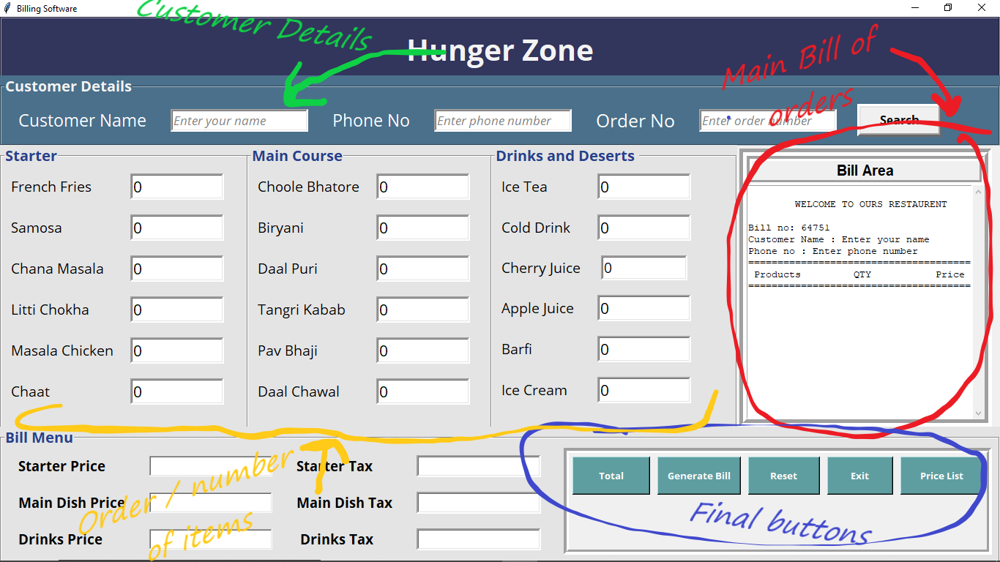 Billing Software
Customer Details
Hunger Zone
Main Bill of
orders
Customer Details
Customer Name Enter your name Phone No Enter phone number Order No Enter order number Search
Starter Main Course Drinks and Deserts
French Fries 0 Choole Bhatore 0 Ice Tea 0
Samosa 0 Biryani 0 Cold Drink 0
Chana Masala 0 Daal Puri 0 Cherry Juice 0
Litti Chokha 0 Tangri Kabab 0 Apple Juice 0
Masala Chicken 0 Pav Bhaji 0 Barfi 0
Chaat 0 Daal Chawal 0 Ice Cream 0
Bill Area
WELCOME TO OURS RESTAURENT
Bill no: 64751
Customer Name : Enter your name
Phone no : Enter phone number
======================================
Products QTY Price
======================================
Bill Menu
Starter Price Starter Tax
Main Dish Price Main Dish Tax
Drinks Price Drinks Tax
Order / number
of items
Total Generate Bill Reset Exit Price List
Final buttons